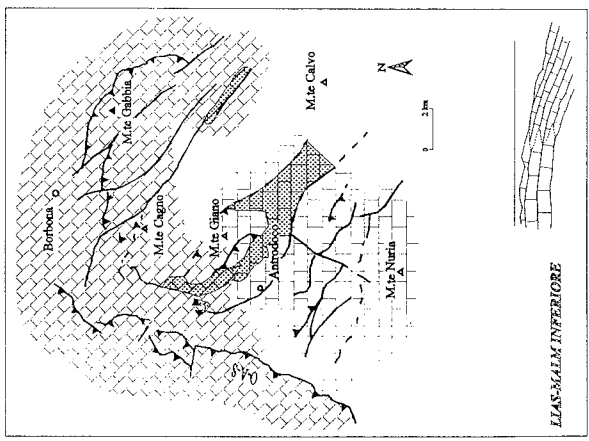 Borbona
M.te Gabbia
M.te Cagno
M.te Giano
Antrodoco
M.te Calvo
M.te Nuria
O.A.S
N
0 2 km
LIAS-MALM INFERIORE